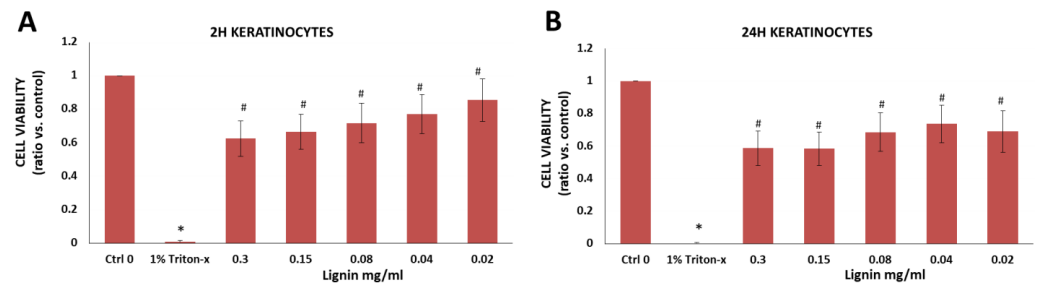 A
2H KERATINOCYTES
CELL VIABILITY
(ratio vs. control)
1.2
1
0.8
0.6
0.4
0.2
0
*
#
#
#
#
#
Ctrl 0 1% Triton-x 0.3 0.15 0.08 0.04 0.02
Lignin mg/ml
B
24H KERATINOCYTES
CELL VIABILITY
(ratio vs. control)
1.2
1
0.8
0.6
0.4
0.2
0
*
#
#
#
#
#
Ctrl 0 1% Triton-x 0.3 0.15 0.08 0.04 0.02
Lignin mg/ml